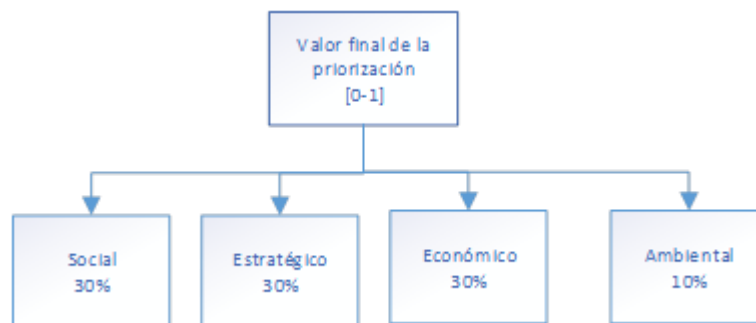 Valor final de la
priorización
[0-1]
Social
30%
Estratégico
30%
Económico
30%
Ambiental
10%